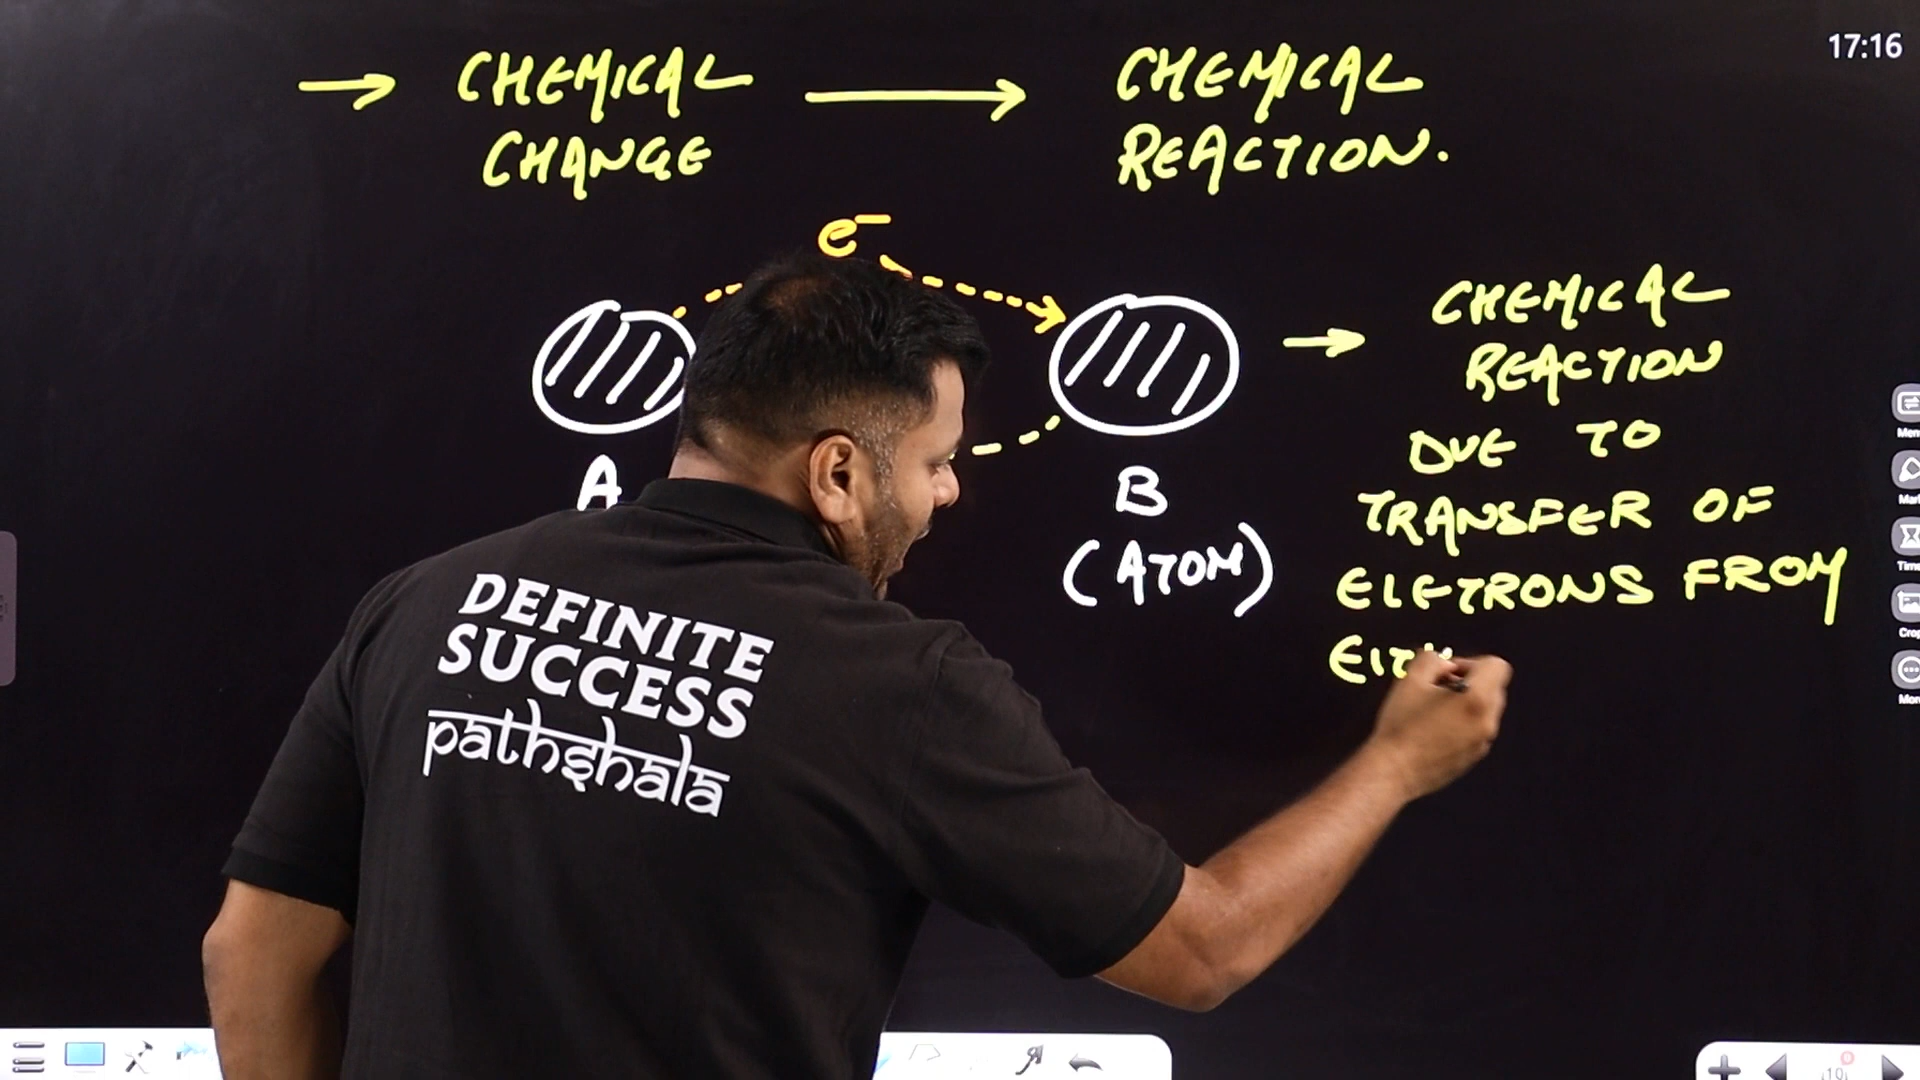 17:16
→ CHEMICAL CHANGE → CHEMICAL REACTION.
e⁻
A
B
(ATOM)
→ CHEMICAL
REACTION
DUE TO
TRANSFER OF
ELETRONS FROM
DEFINITE
SUCCESS
pathshala